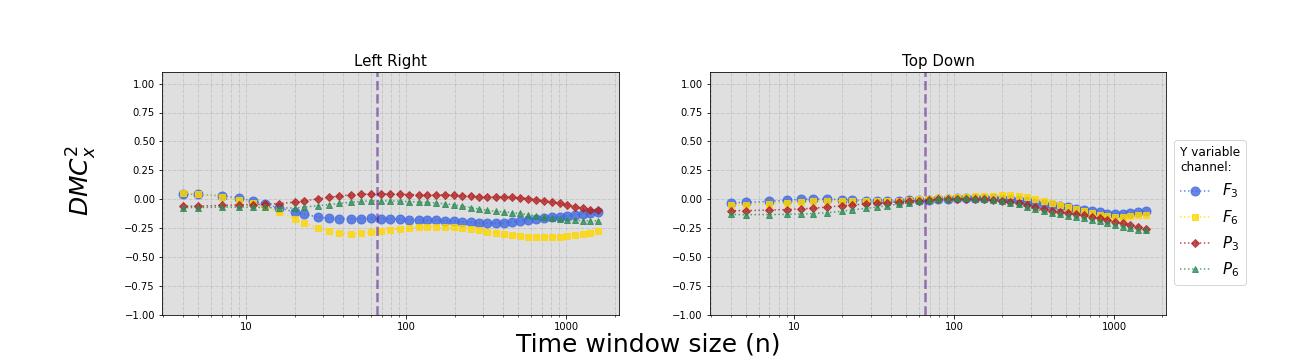 Left Right
Top Down
DMC²ₓ
1.00
0.75
0.50
0.25
0.00
−0.25
−0.50
−0.75
−1.00
10
100
1000
1.00
0.75
0.50
0.25
0.00
−0.25
−0.50
−0.75
−1.00
10
100
1000
Y variable
channel:
F₃
F₆
P₃
P₆
Time window size (n)